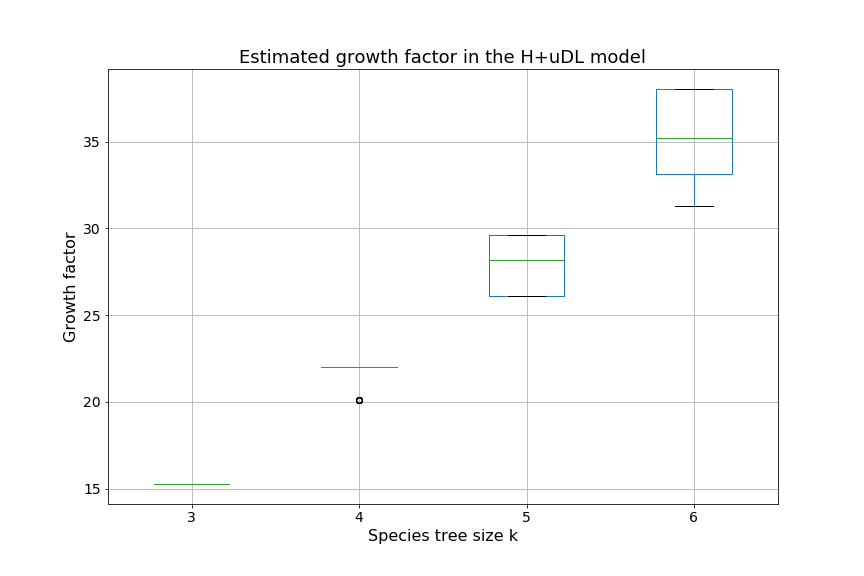 Estimated growth factor in the H+uDL model
35
30
25
20
15
Growth factor
3 4 5 6
Species tree size k